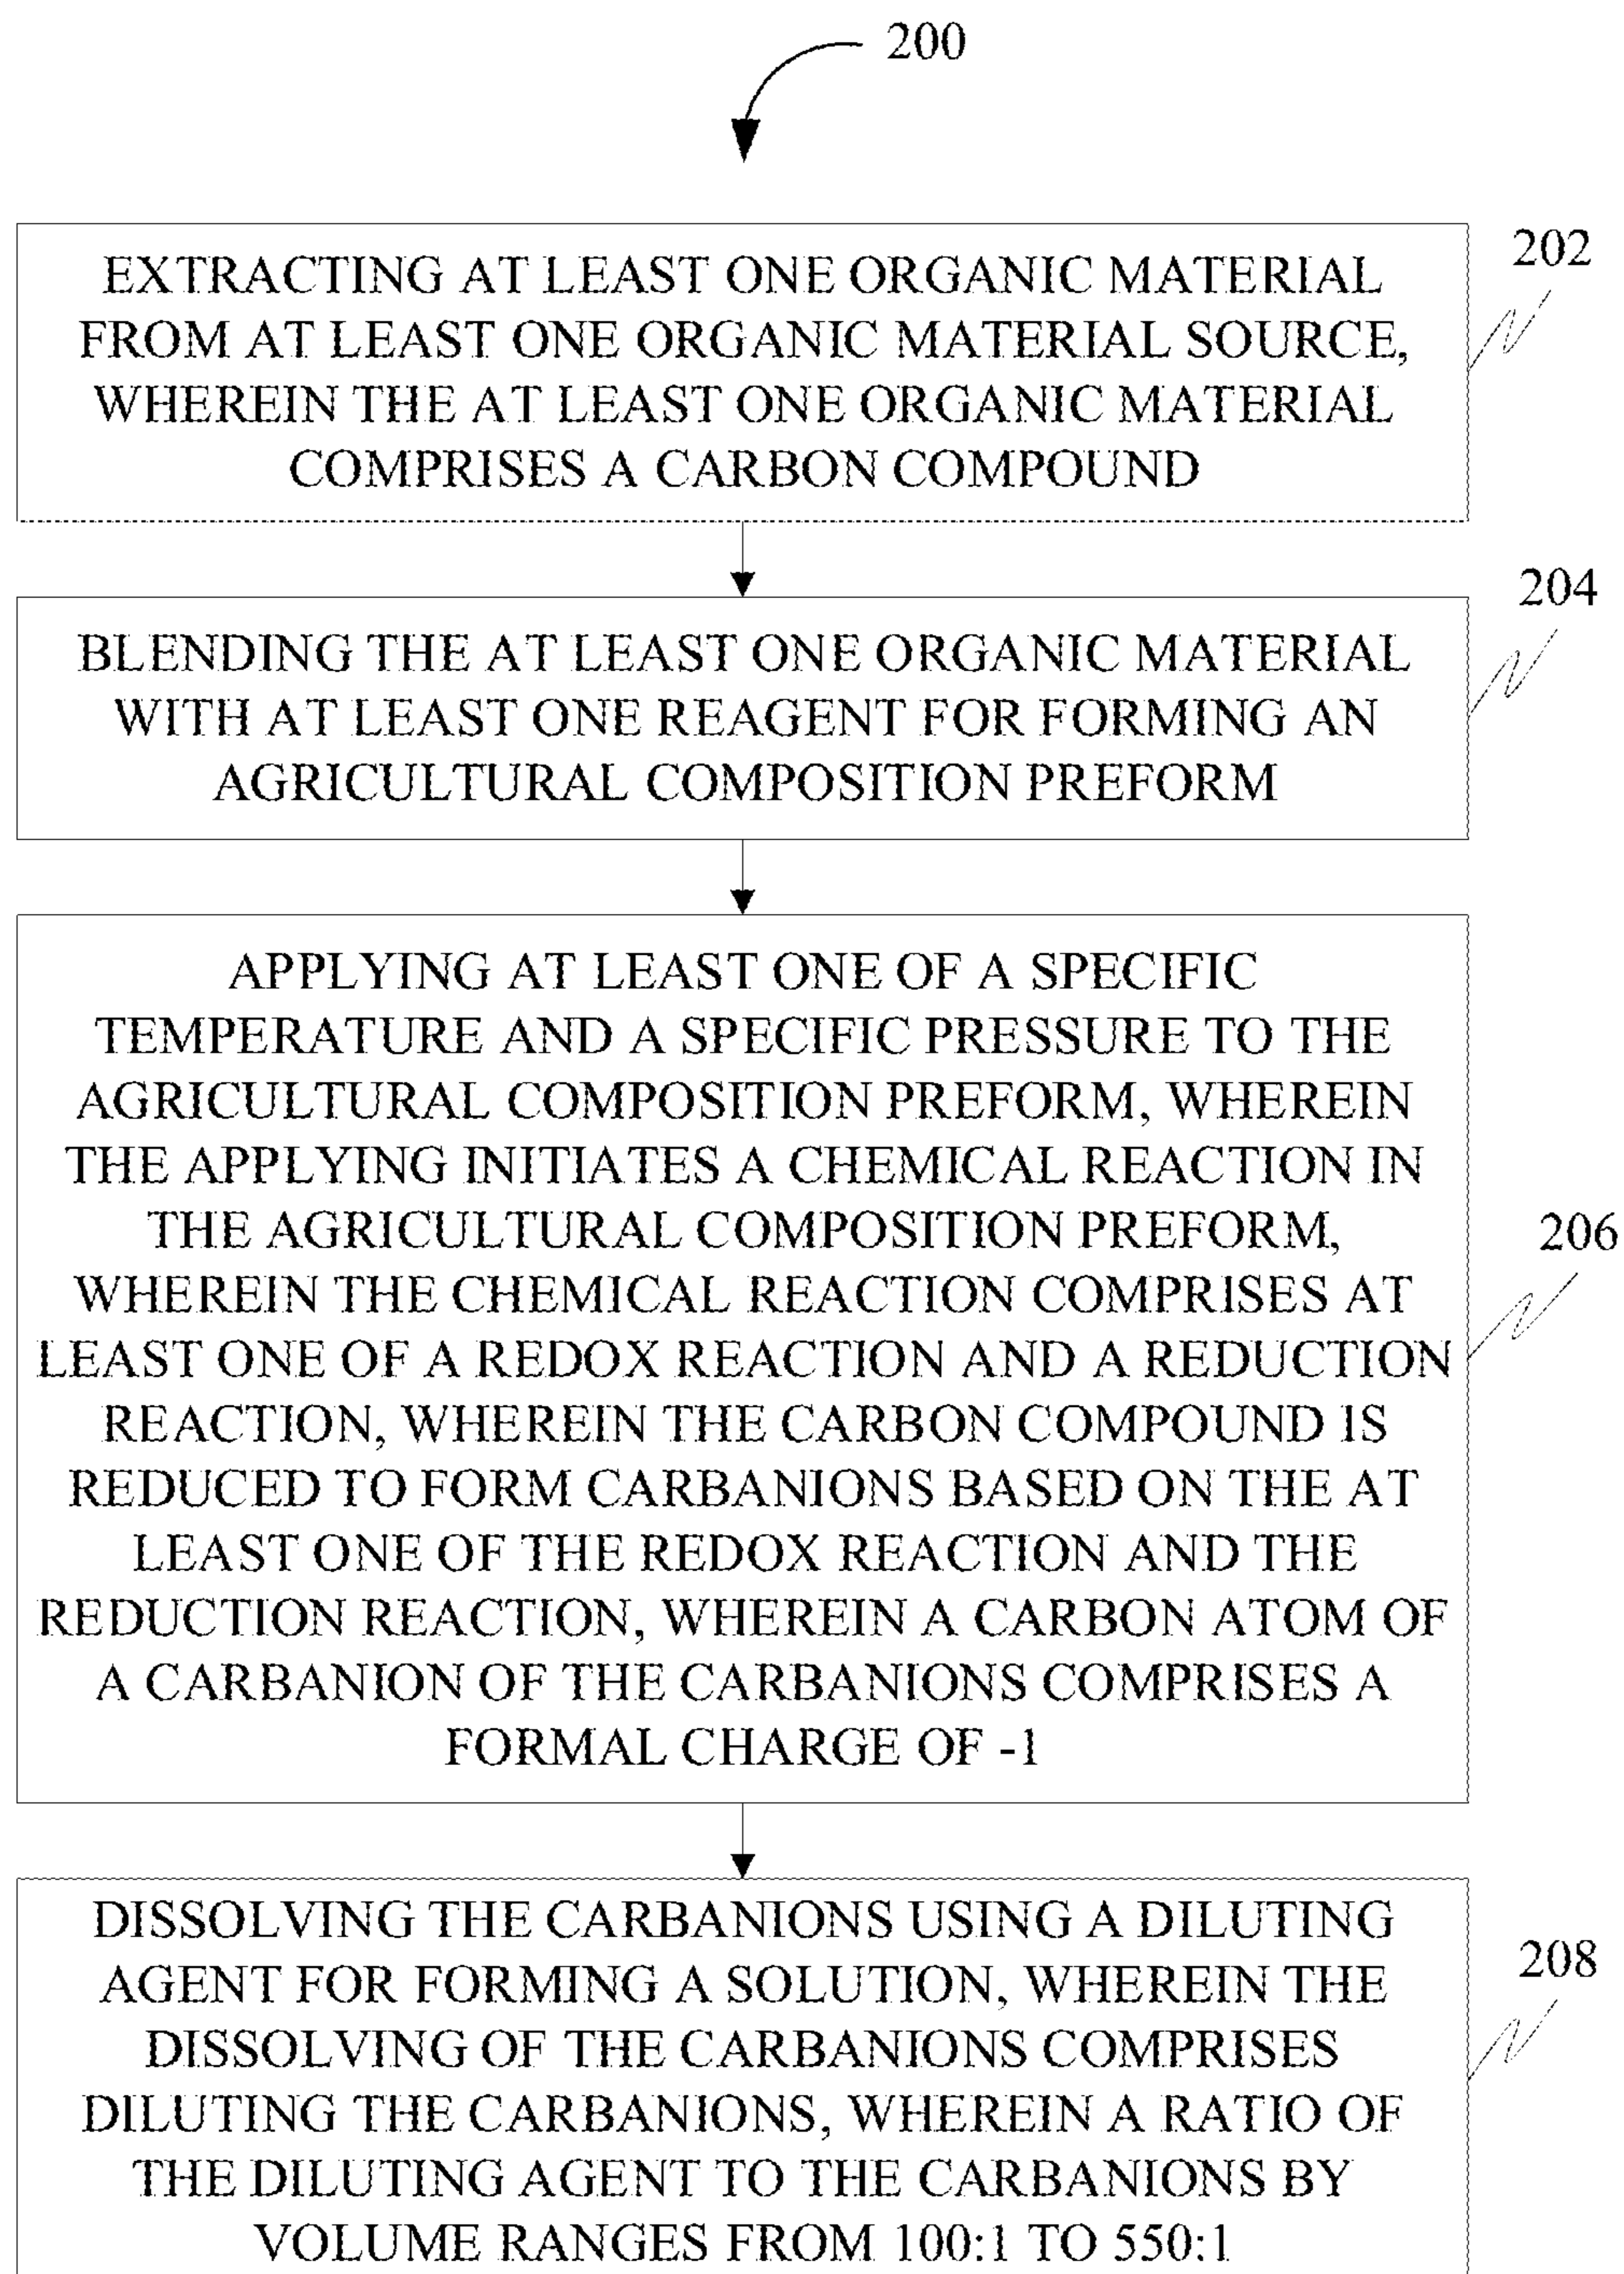 200
202
EXTRACTING AT LEAST ONE ORGANIC MATERIAL
FROM AT LEAST ONE ORGANIC MATERIAL SOURCE,
WHEREIN THE AT LEAST ONE ORGANIC MATERIAL
COMPRISES A CARBON COMPOUND
204
BLENDING THE AT LEAST ONE ORGANIC MATERIAL
WITH AT LEAST ONE REAGENT FOR FORMING AN
AGRICULTURAL COMPOSITION PREFORM
APPLYING AT LEAST ONE OF A SPECIFIC
TEMPERATURE AND A SPECIFIC PRESSURE TO THE
AGRICULTURAL COMPOSITION PREFORM, WHEREIN
THE APPLYING INITIATES A CHEMICAL REACTION IN
THE AGRICULTURAL COMPOSITION PREFORM,
206
WHEREIN THE CHEMICAL REACTION COMPRISES AT
LEAST ONE OF A REDOX REACTION AND A REDUCTION
REACTION, WHEREIN THE CARBON COMPOUND IS
REDUCED TO FORM CARBANIONS BASED ON THE AT
LEAST ONE OF THE REDOX REACTION AND THE
REDUCTION REACTION, WHEREIN A CARBON ATOM OF
A CARBANION OF THE CARBANIONS COMPRISES A
FORMAL CHARGE OF -1
DISSOLVING THE CARBANIONS USING A DILUTING
208
AGENT FOR FORMING A SOLUTION, WHEREIN THE
DISSOLVING OF THE CARBANIONS COMPRISES
DILUTING THE CARBANIONS, WHEREIN A RATIO OF
THE DILUTING AGENT TO THE CARBANIONS BY
VOLUME RANGES FROM 100:1 TO 550:1